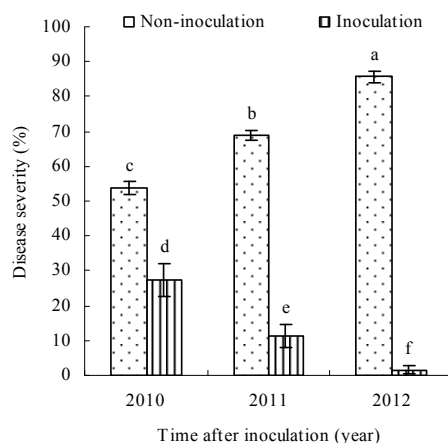 Non-inoculation Inoculation
100
90
80
70
60
50
40
30
20
10
0
Disease severity (%)
c
d
b
e
a
f
2010 2011 2012
Time after inoculation (year)